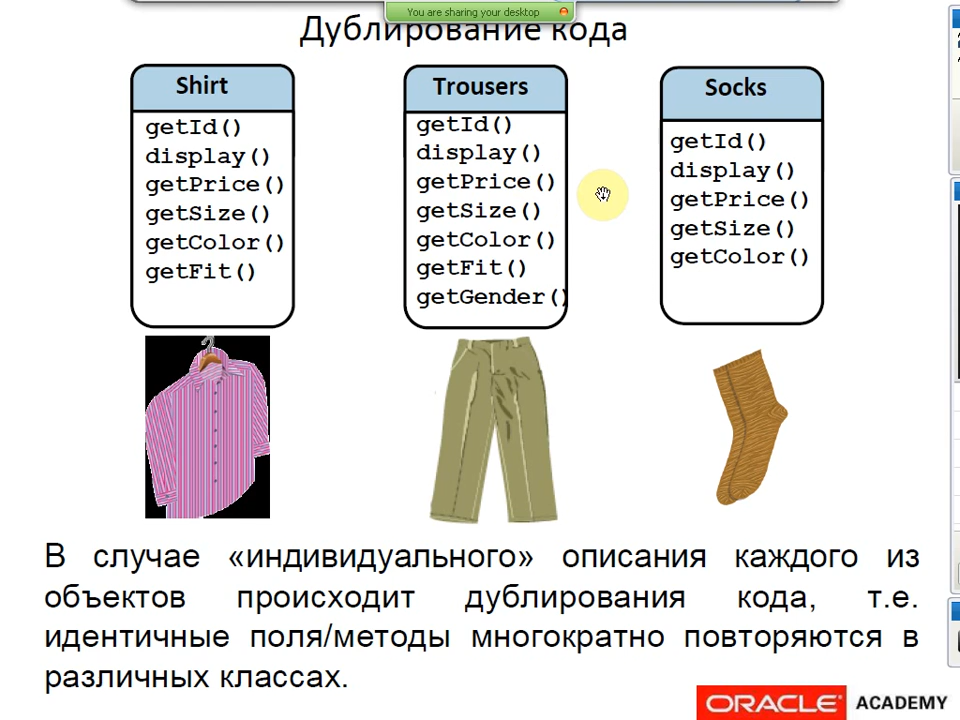 You are sharing your desktop
Дублирование кода
Shirt
getId()
display()
getPrice()
getSize()
getColor()
getFit()
Trousers
getId()
display()
getPrice()
getSize()
getColor()
getFit()
getGender()
Socks
getId()
display()
getPrice()
getSize()
getColor()
В случае «индивидуального» описания каждого из
объектов происходит дублирования кода, т.е.
идентичные поля/методы многократно повторяются в
различных классах.
ORACLE ACADEMY